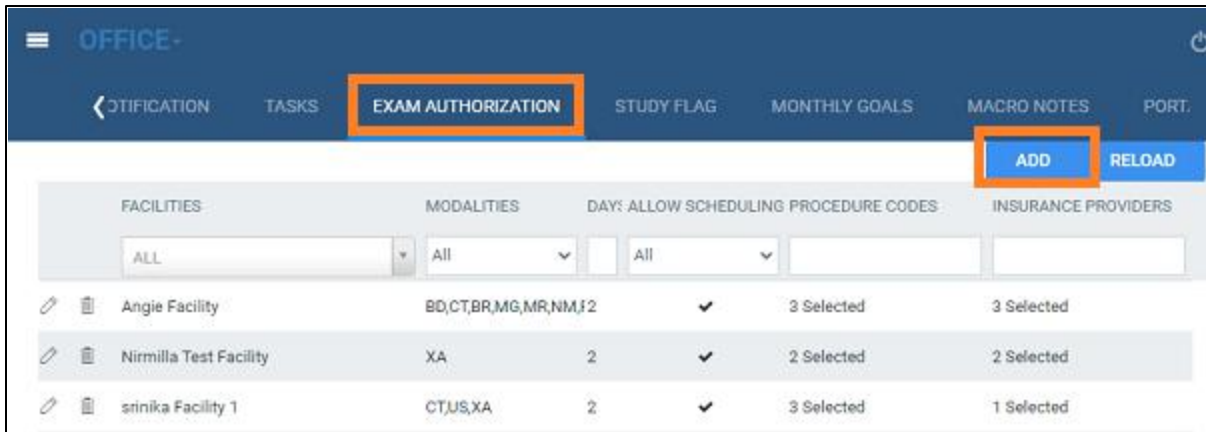 OFFICE
OTIFICATION TASKS EXAM AUTHORIZATION STUDY FLAG MONTHLY GOALS MACRO NOTES PORT.
ADD RELOAD
FACILITIES MODALITIES DAYS ALLOW SCHEDULING PROCEDURE CODES INSURANCE PROVIDERS
ALL All All
Angie Facility BD,CT,BR,MG,MR,NM, 2 3 Selected 3 Selected
Nirmilla Test Facility XA 2 2 Selected 2 Selected
srinika Facility 1 CT,US,XA 2 3 Selected 1 Selected